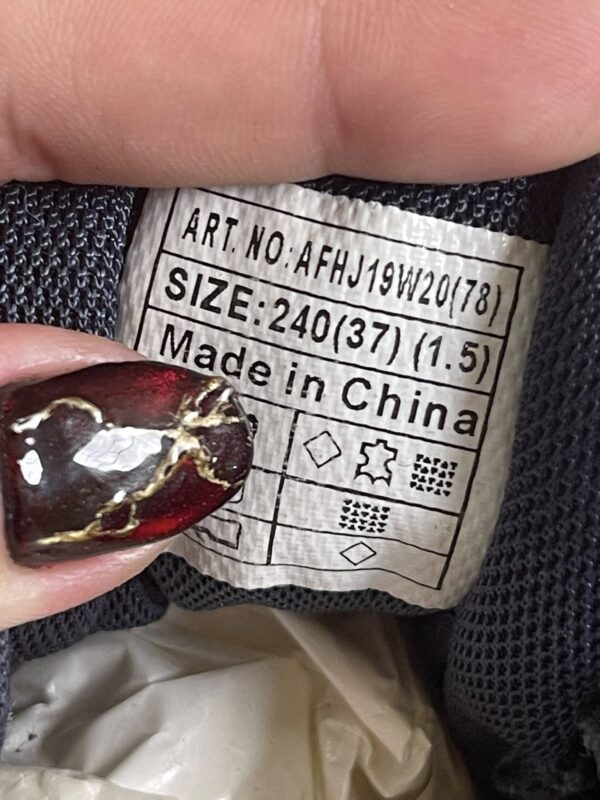 ART. NO:AFHJ19W20(78)
SIZE:240(37) (1.5)
Made in China